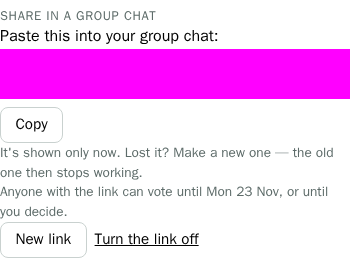 SHARE IN A GROUP CHAT
Paste this into your group chat:
Copy
It's shown only now. Lost it? Make a new one — the old
one then stops working.
Anyone with the link can vote until Mon 23 Nov, or until
you decide.
New link Turn the link off